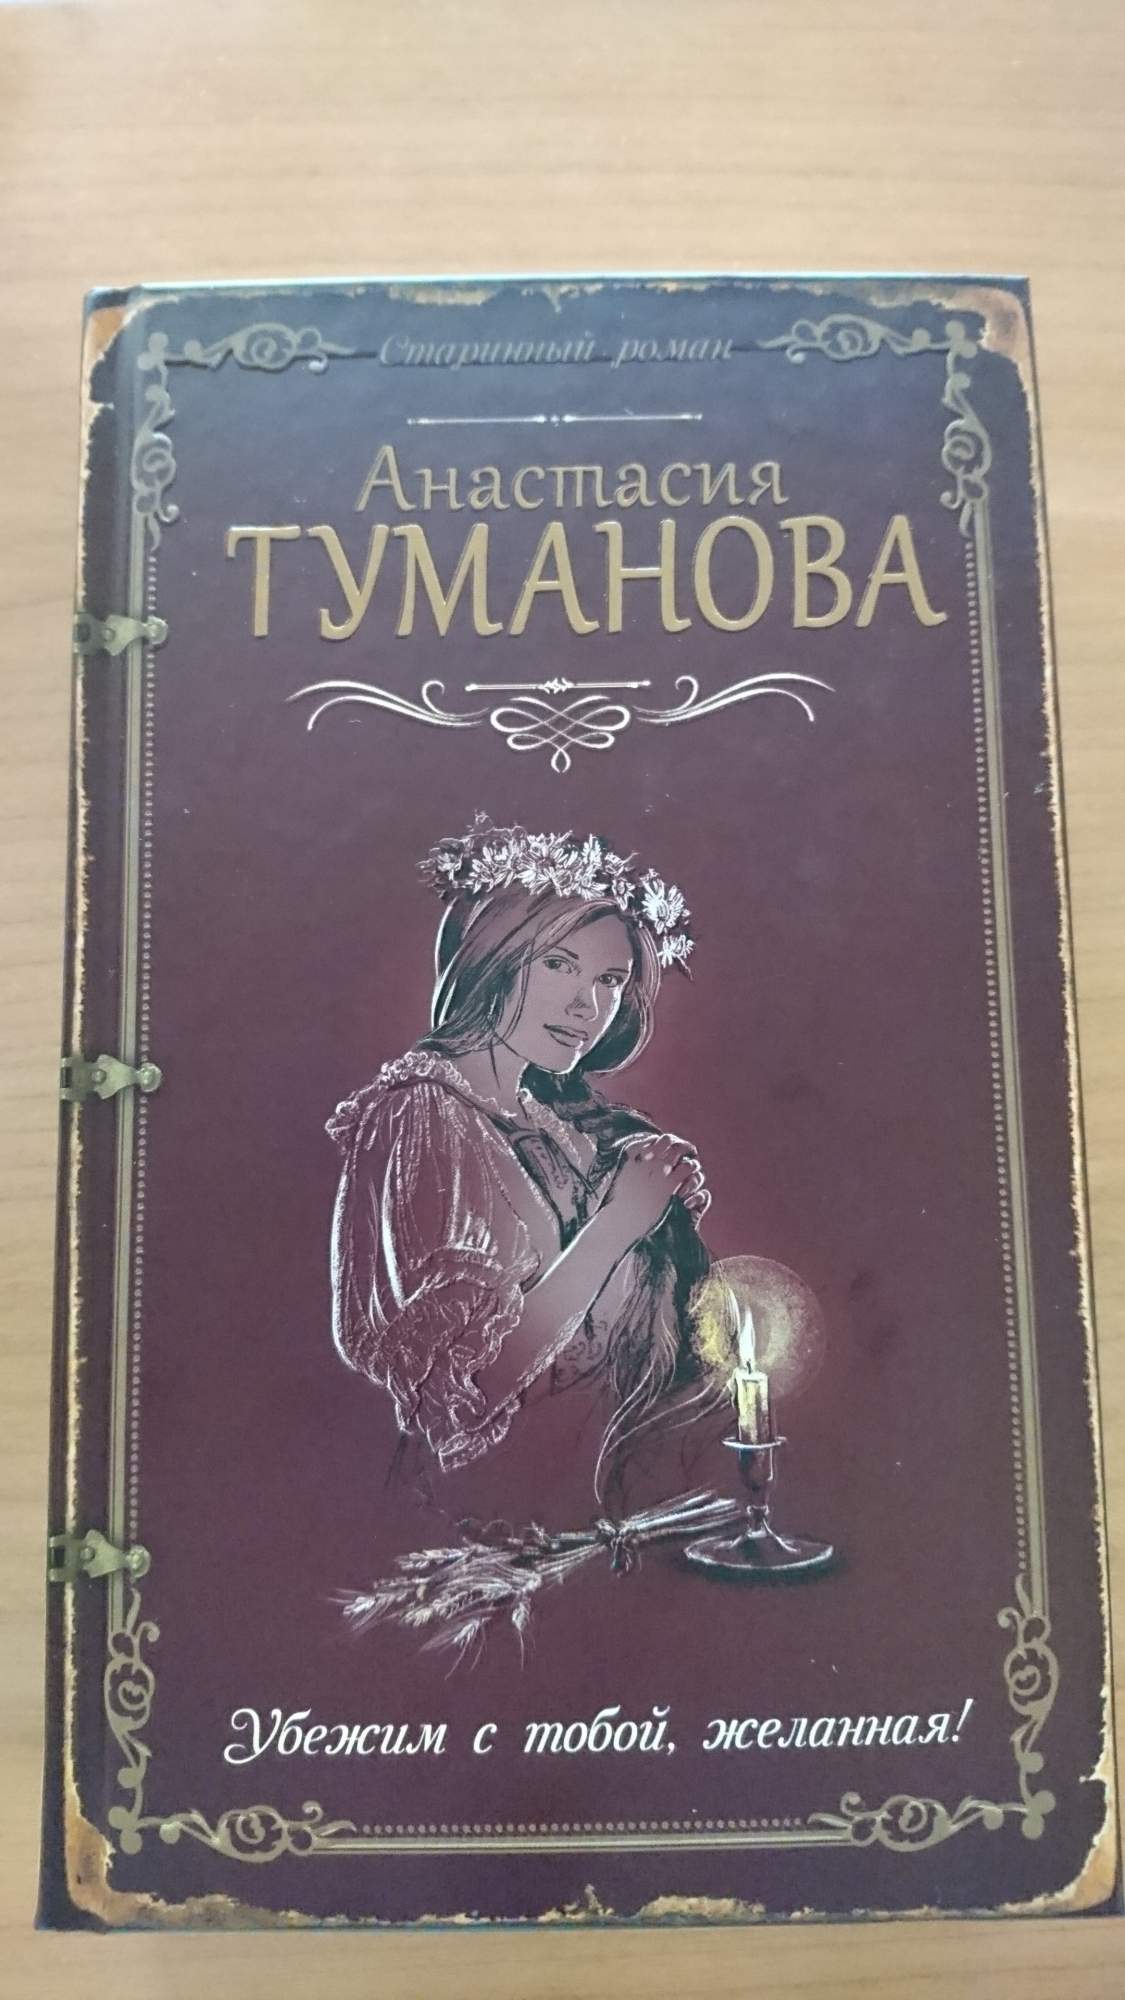 Старинный роман
Анастасия
ТУМАНОВА
Убежим с тобой, желанная!